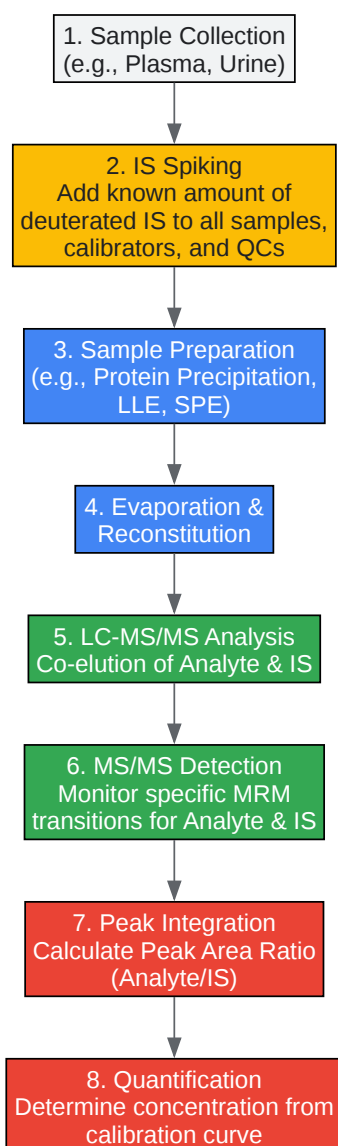 1. Sample Collection
(e.g., Plasma, Urine)
2. IS Spiking
Add known amount of
deuterated IS to all samples,
calibrators, and QCs
3. Sample Preparation
(e.g., Protein Precipitation,
LLE, SPE)
4. Evaporation &
Reconstitution
5. LC-MS/MS Analysis
Co-elution of Analyte & IS
6. MS/MS Detection
Monitor specific MRM
transitions for Analyte & IS
7. Peak Integration
Calculate Peak Area Ratio
(Analyte/IS)
8. Quantification
Determine concentration from
calibration curve